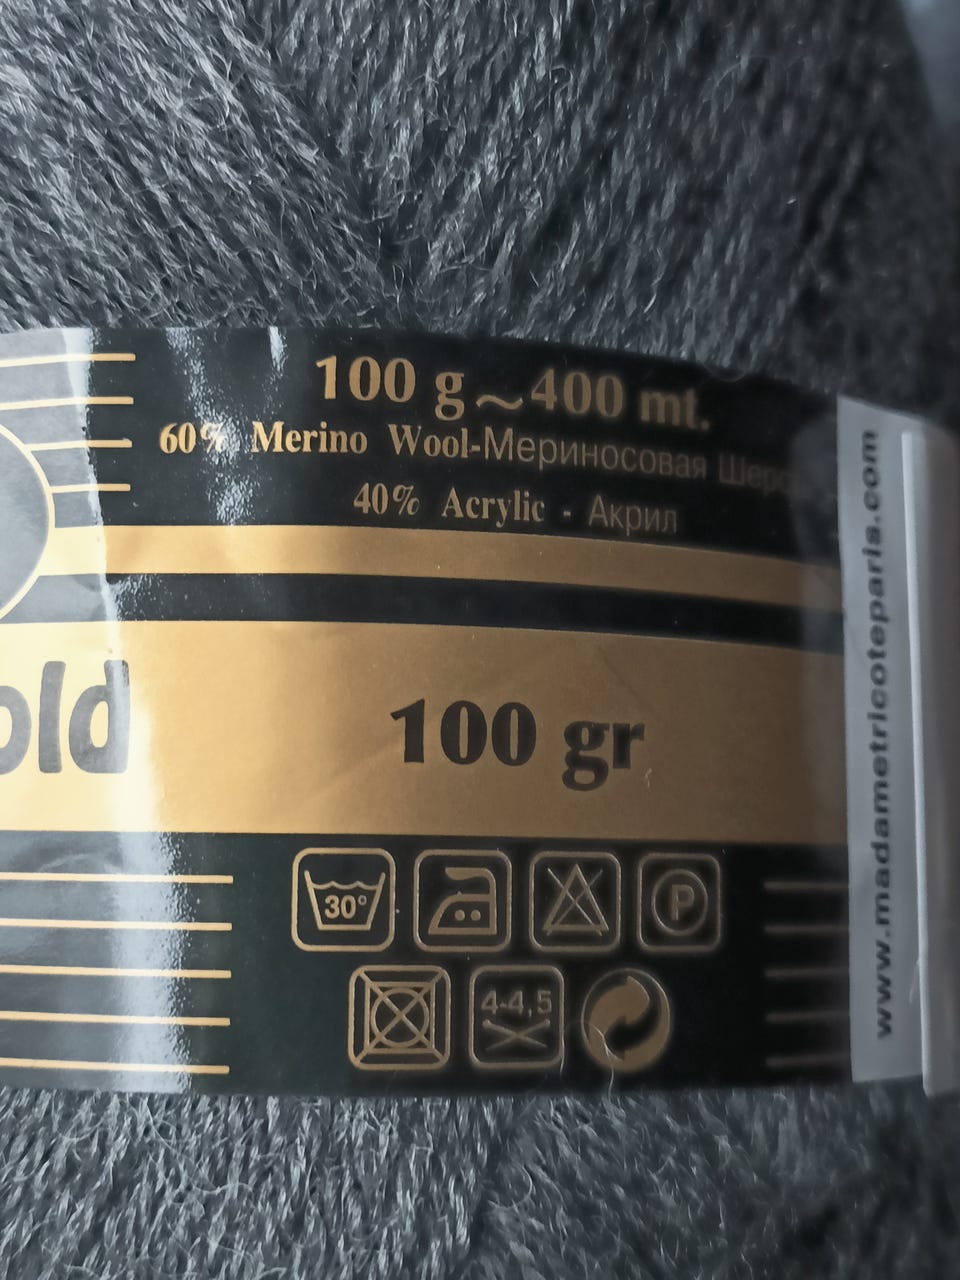 100 g~400 mt.
60% Merino Wool-Мериносовая
40% Acrylic - Акрил
old
100 gr
30°
P
4-4,5
www.madametricoteparis.com